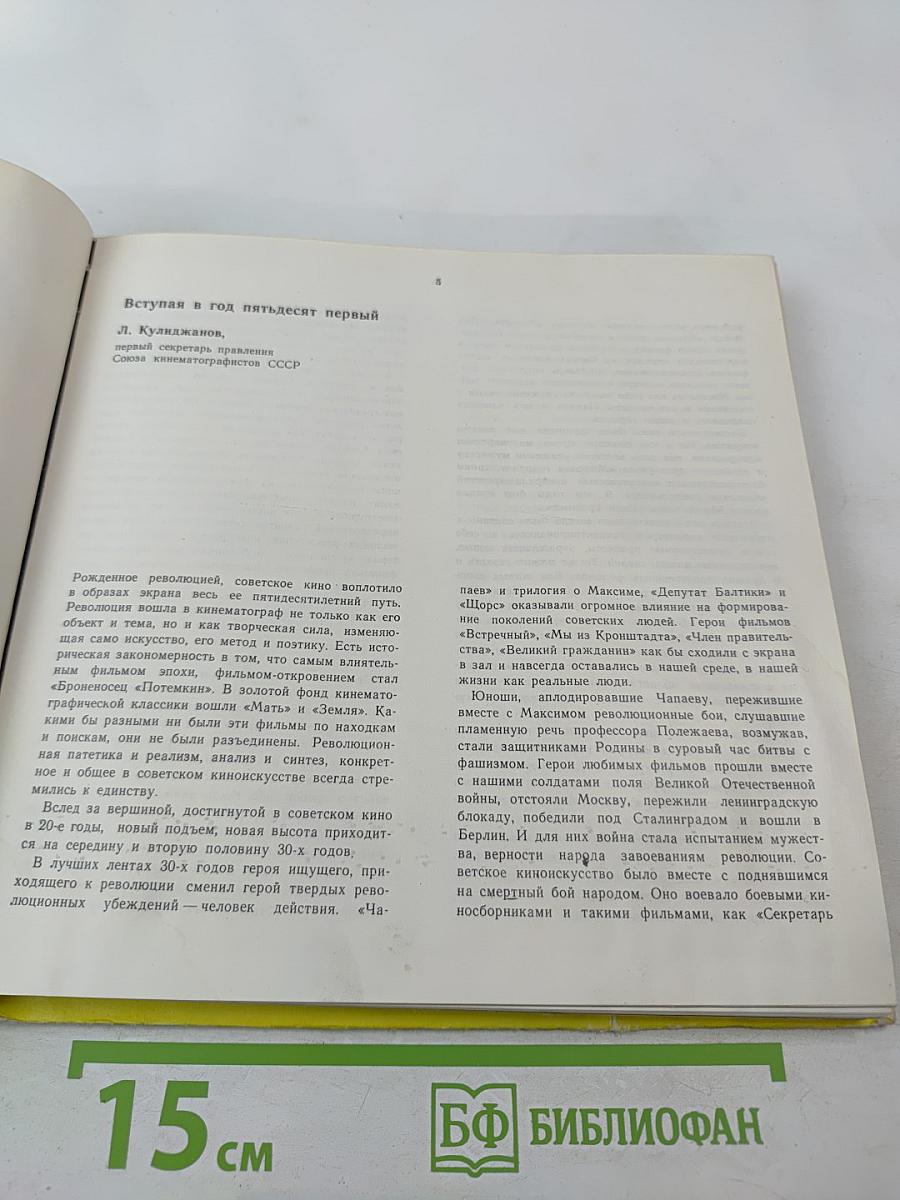 5
Вступая в год пятьдесят первый
Л. Кулиджанов,
первый секретарь правления
Союза кинематографистов СССР
Рожденное революцией, советское кино воплотило
в образах экрана весь ее пятидесятилетний путь.
Революция вошла в кинематограф не только как его
объект и тема, но и как творческая сила, изменяю-
щая само искусство, его метод и поэтику. Есть исто-
рическая закономерность в том, что самым влиятель-
ным фильмом эпохи, фильмом-откровением стал
«Броненосец «Потемкин». В золотой фонд кинемато-
графической классики вошли «Мать» и «Земля». Ка-
кими бы разными ни были эти фильмы по находкам
и поискам, они не были разъединены. Революцион-
ная патетика и реализм, анализ и синтез, конкрет-
ное и общее в советском киноискусстве всегда стре-
мились к единству.
Вслед за вершиной, достигнутой в советском кино
в 20-е годы, новый подъем, новая высота приходит-
ся на середину и вторую половину 30-х годов.
В лучших лентах 30-х годов героя ищущего, при-
ходящего к революции сменил герой твердых рево-
люционных убеждений — человек действия. «Ча-
паев» и трилогия о Максиме, «Депутат Балтики» и
«Щорс» оказывали огромное влияние на формирова-
ние поколений советских людей. Герои фильмов
«Встречный», «Мы из Кронштадта», «Член правитель-
ства», «Великий гражданин» как бы сходили с экрана
в зал и навсегда оставались в нашей среде, в нашей
жизни как реальные люди.
Юноши, аплодировавшие Чапаеву, пережившие
вместе с Максимом революционные бои, слушавшие
пламенную речь профессора Полежаева, возмужав,
стали защитниками Родины в суровый час битвы с
фашизмом. Герои любимых фильмов прошли вместе
с нашими солдатами поля Великой Отечественной
войны, отстояли Москву, пережили ленинградскую
блокаду, победили под Сталинградом и вошли в
Берлин. И для них война стала испытанием мужест-
ва, верности народа завоеваниям революции. Со-
ветское киноискусство было вместе с поднявшимся
на смертный бой народом. Оно воевало боевыми ки-
носборниками и такими фильмами, как «Секретарь
15 см
БФ БИБЛИОФАН